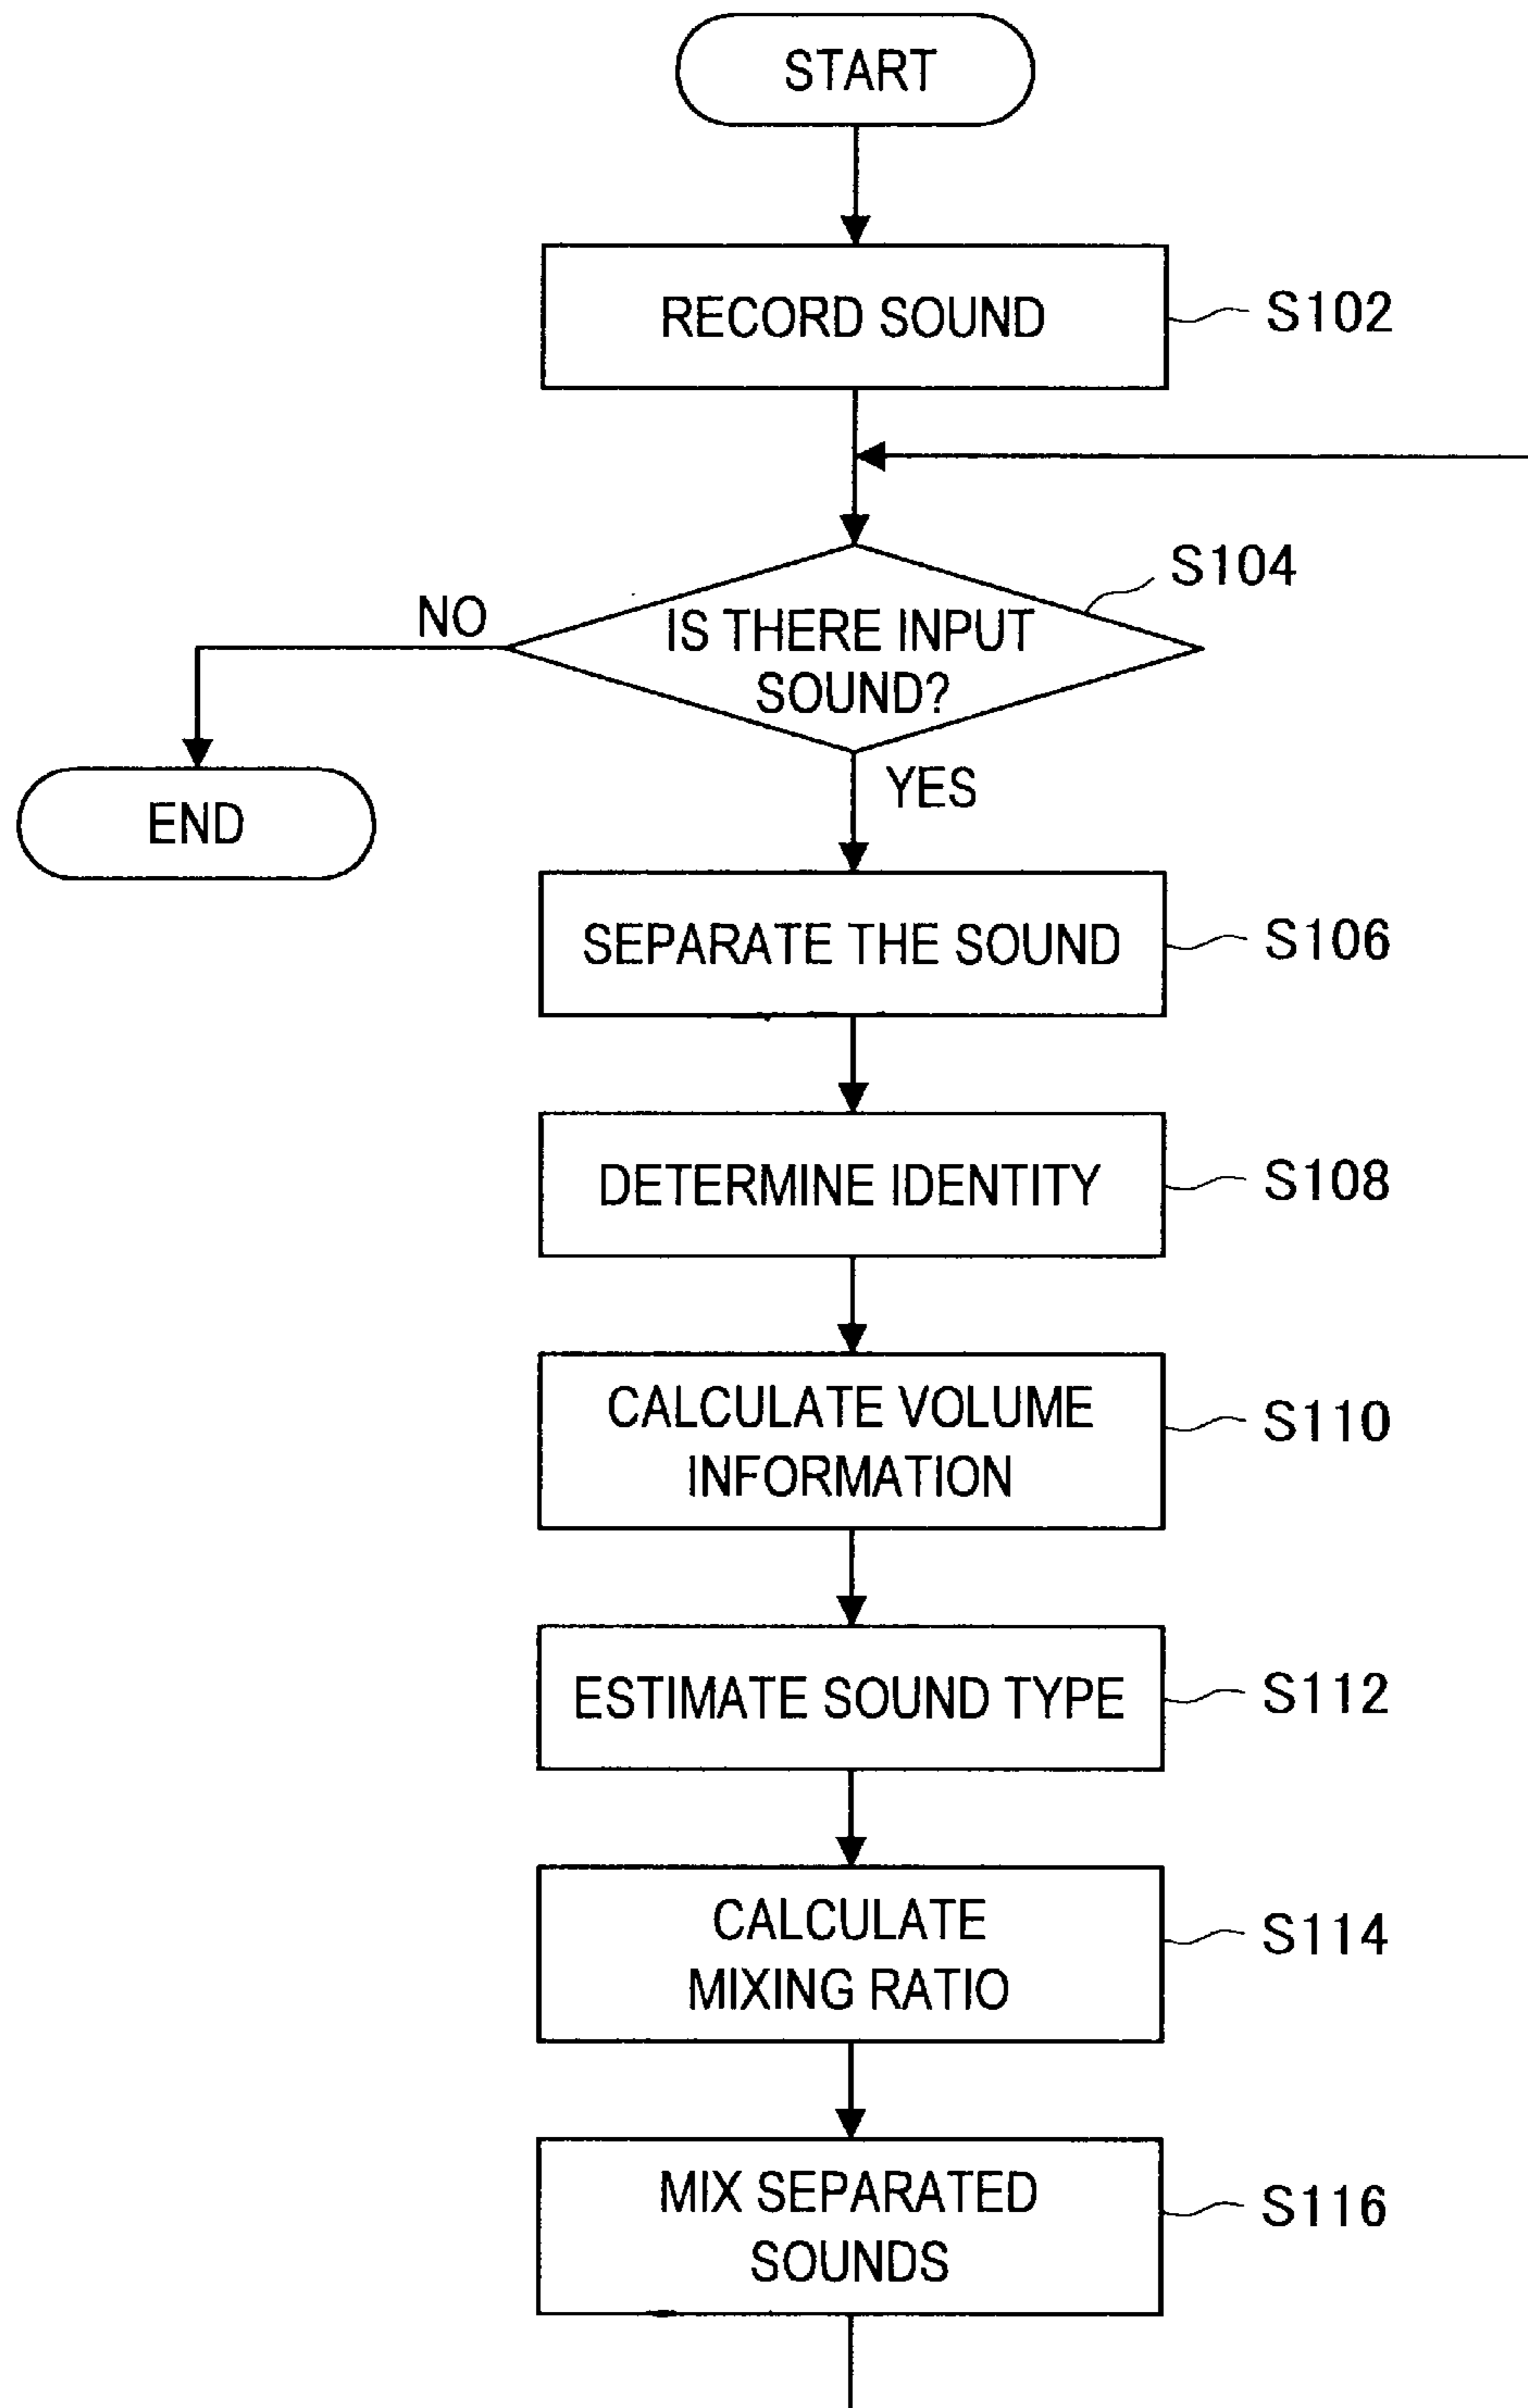 START
RECORD SOUND
S102
S104
IS THERE INPUT
SOUND?
NO
YES
END
SEPARATE THE SOUND
S106
DETERMINE IDENTITY
S108
CALCULATE VOLUME
INFORMATION
S110
ESTIMATE SOUND TYPE
S112
CALCULATE
MIXING RATIO
S114
MIX SEPARATED
SOUNDS
S116